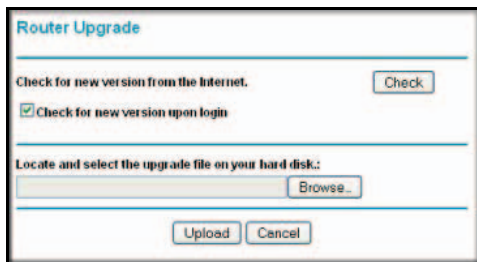 Router Upgrade
Check for new version from the Internet. Check
Check for new version upon login
Locate and select the upgrade file on your hard disk.:
Browse..
Upload Cancel